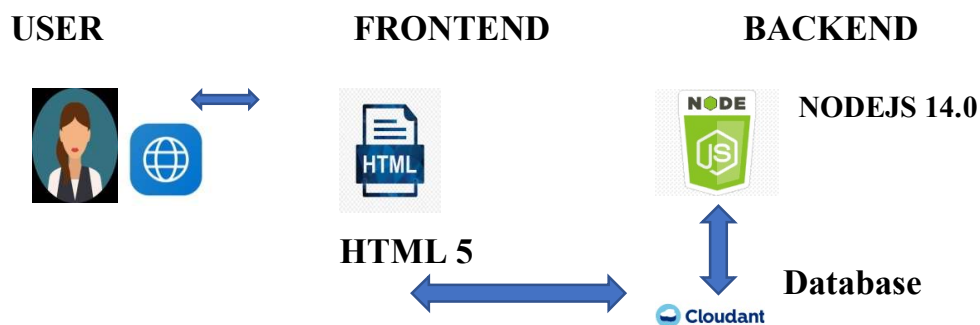 USER
FRONTEND
BACKEND
HTML
NODE
JS
NODEJS 14.0
HTML 5
Database
Cloudant